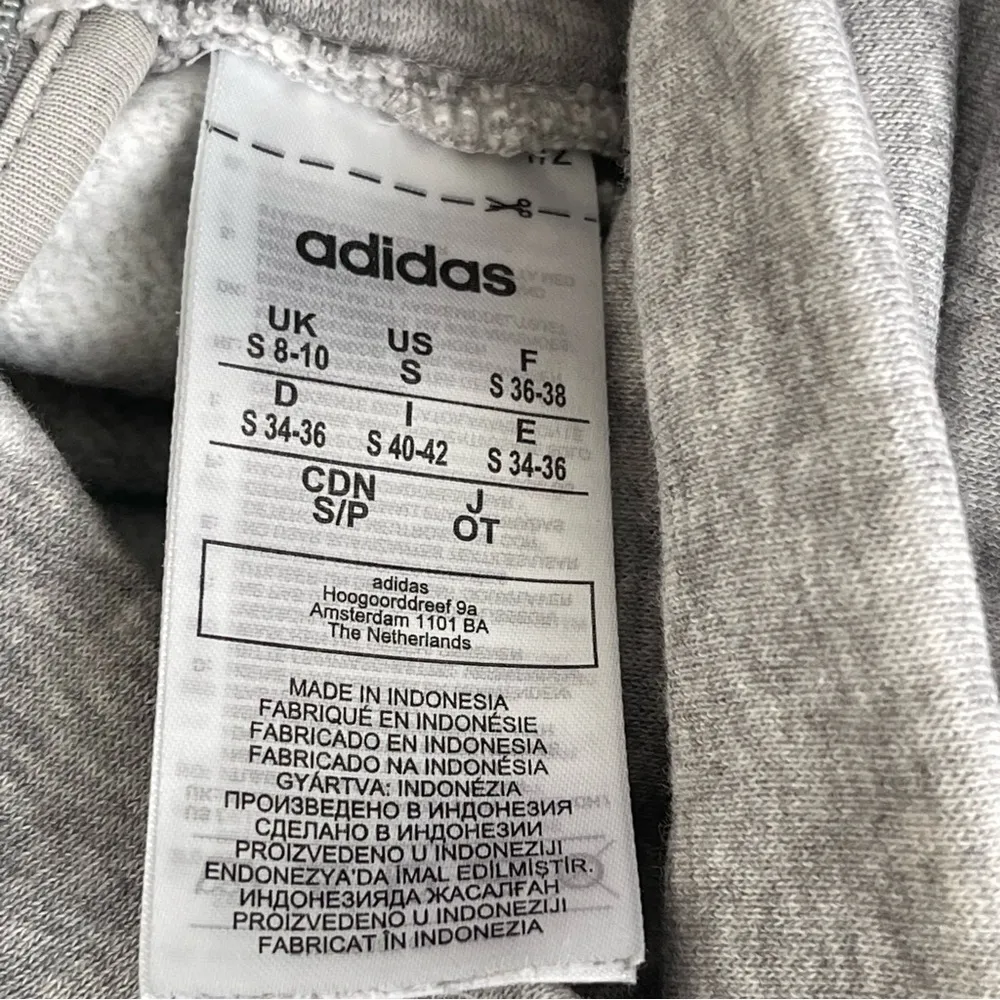 adidas
UK US F
S 8-10 S S 36-38
D I E
S 34-36 S 40-42 S 34-36
CDN J
S/P OT
adidas
Hoogoorddreef 9a
Amsterdam 1101 BA
The Netherlands
MADE IN INDONESIA
FABRIQUÉ EN INDONÉSIE
FABRICADO EN INDONESIA
FABRICADO NA INDONÉSIA
GYÁRTVA: INDONÉZIA
ПРОИЗВЕДЕНО В ИНДОНЕЗИЯ
СДЕЛАНО В ИНДОНЕЗИИ
PROIZVEDENO U INDONEZIJI
ENDONEZYA'DA İMAL EDİLMİŞTİR.
ИНДОНЕЗИЯДА ЖАСАЛҒАН
PROIZVEDENO U INDONEZIJI
FABRICAT ÎN INDONEZIA